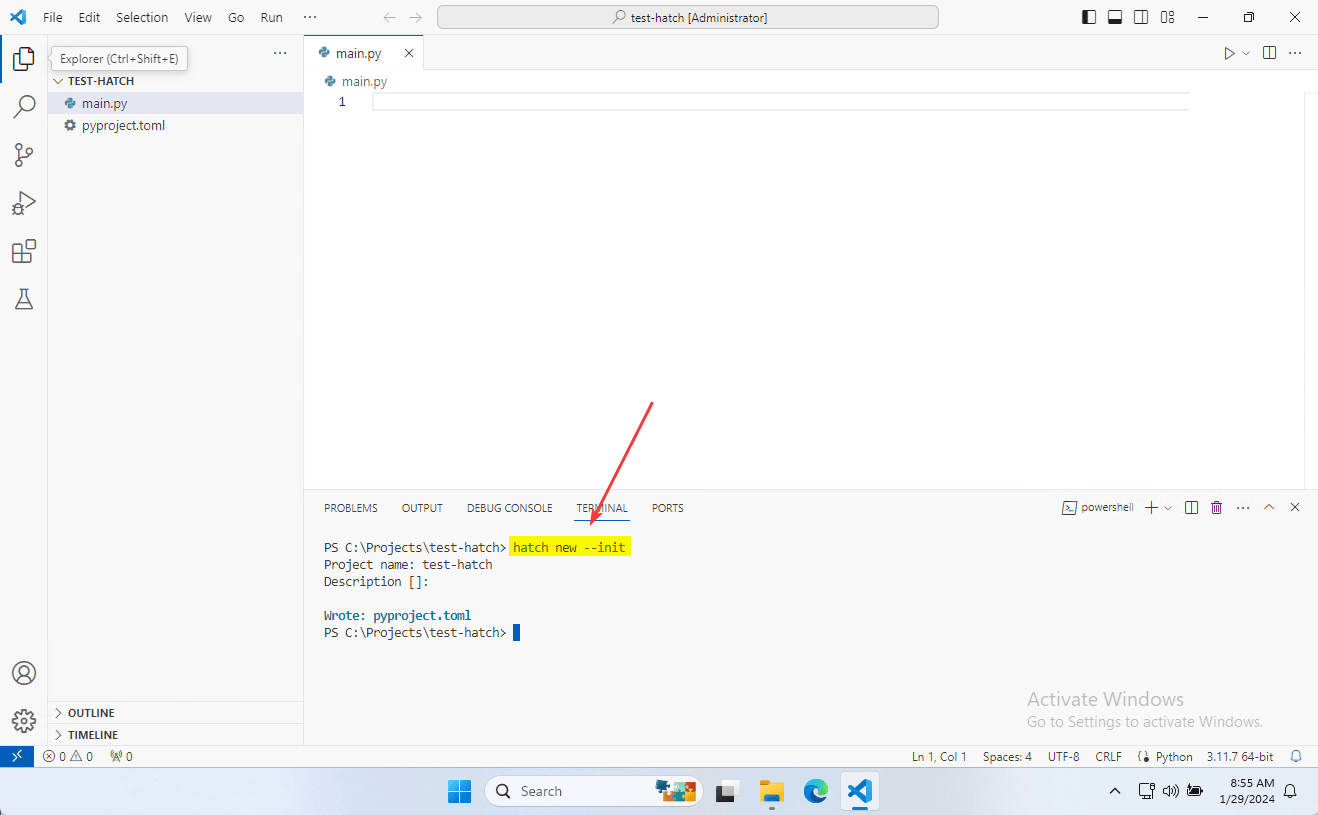 File Edit Selection View Go Run ··· test-hatch [Administrator]
Explorer (Ctrl+Shift+E)
TEST-HATCH
main.py
pyproject.toml
main.py
main.py
1
PROBLEMS OUTPUT DEBUG CONSOLE TERMINAL PORTS powershell
PS C:\Projects\test-hatch> hatch new --init
Project name: test-hatch
Description []:
Wrote: pyproject.toml
PS C:\Projects\test-hatch>
OUTLINE
TIMELINE
Activate Windows
Go to Settings to activate Windows.
0 0 0 Ln 1, Col 1 Spaces: 4 UTF-8 CRLF Python 3.11.7 64-bit
Search
8:55 AM
1/29/2024